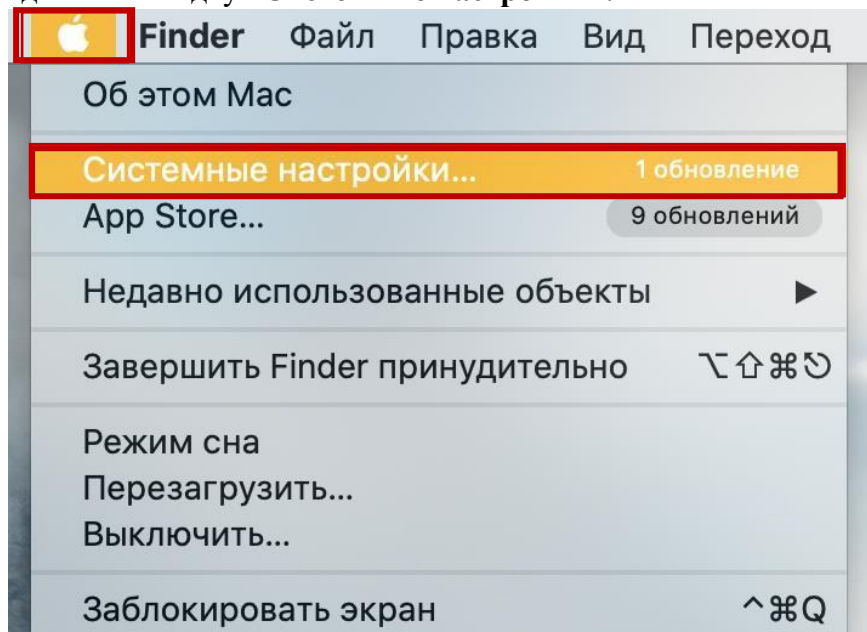 Finder Файл Правка Вид Переход
Об этом Mac
Системные настройки... 1 обновление
App Store... 9 обновлений
Недавно использованные объекты ▶
Завершить Finder принудительно ⌥⇧⌘⎋
Режим сна
Перезагрузить...
Выключить...
Заблокировать экран ^⌘Q